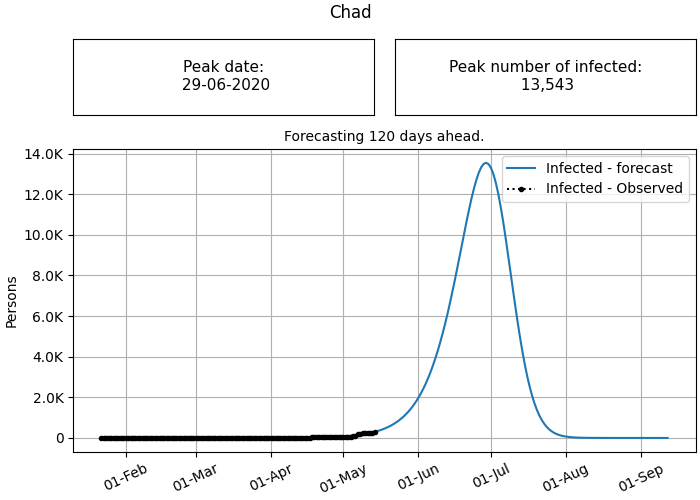 Chad
Peak date:
29-06-2020
Peak number of infected:
13,543
Forecasting 120 days ahead.
14.0K
12.0K
10.0K
8.0K
6.0K
4.0K
2.0K
0
Persons
Infected - forecast
Infected - Observed
01-Feb
01-Mar
01-Apr
01-May
01-Jun
01-Jul
01-Aug
01-Sep